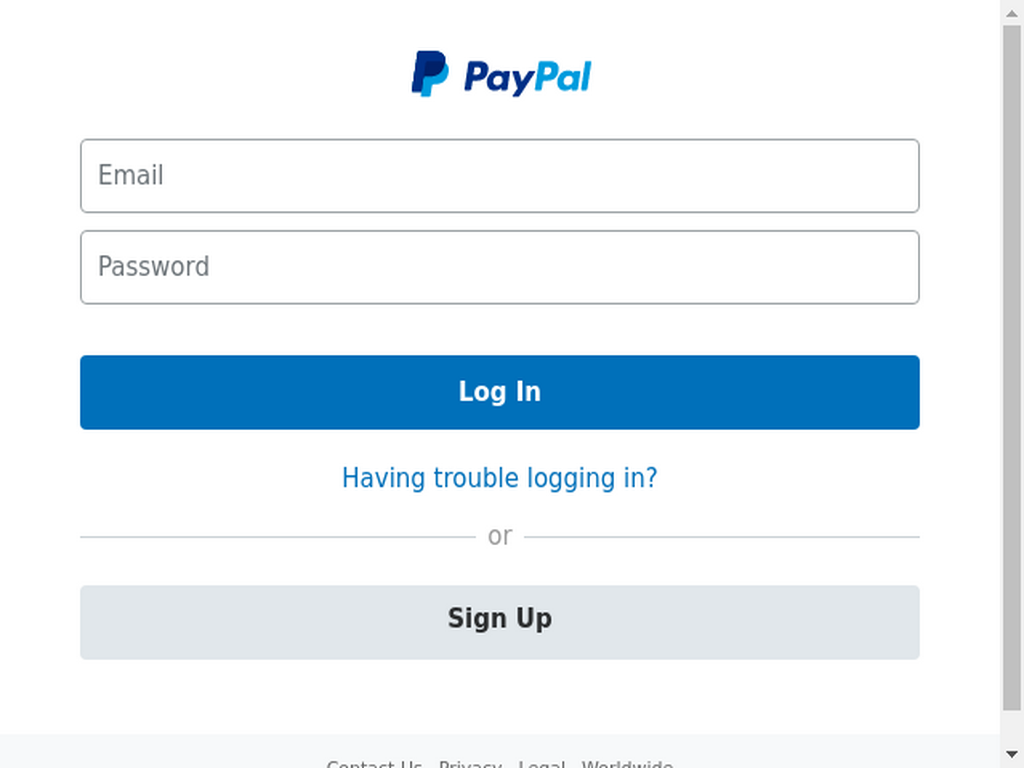 PayPal
Email
Password
Log In
Having trouble logging in?
or
Sign Up
Contact Us Privacy Legal Worldwide